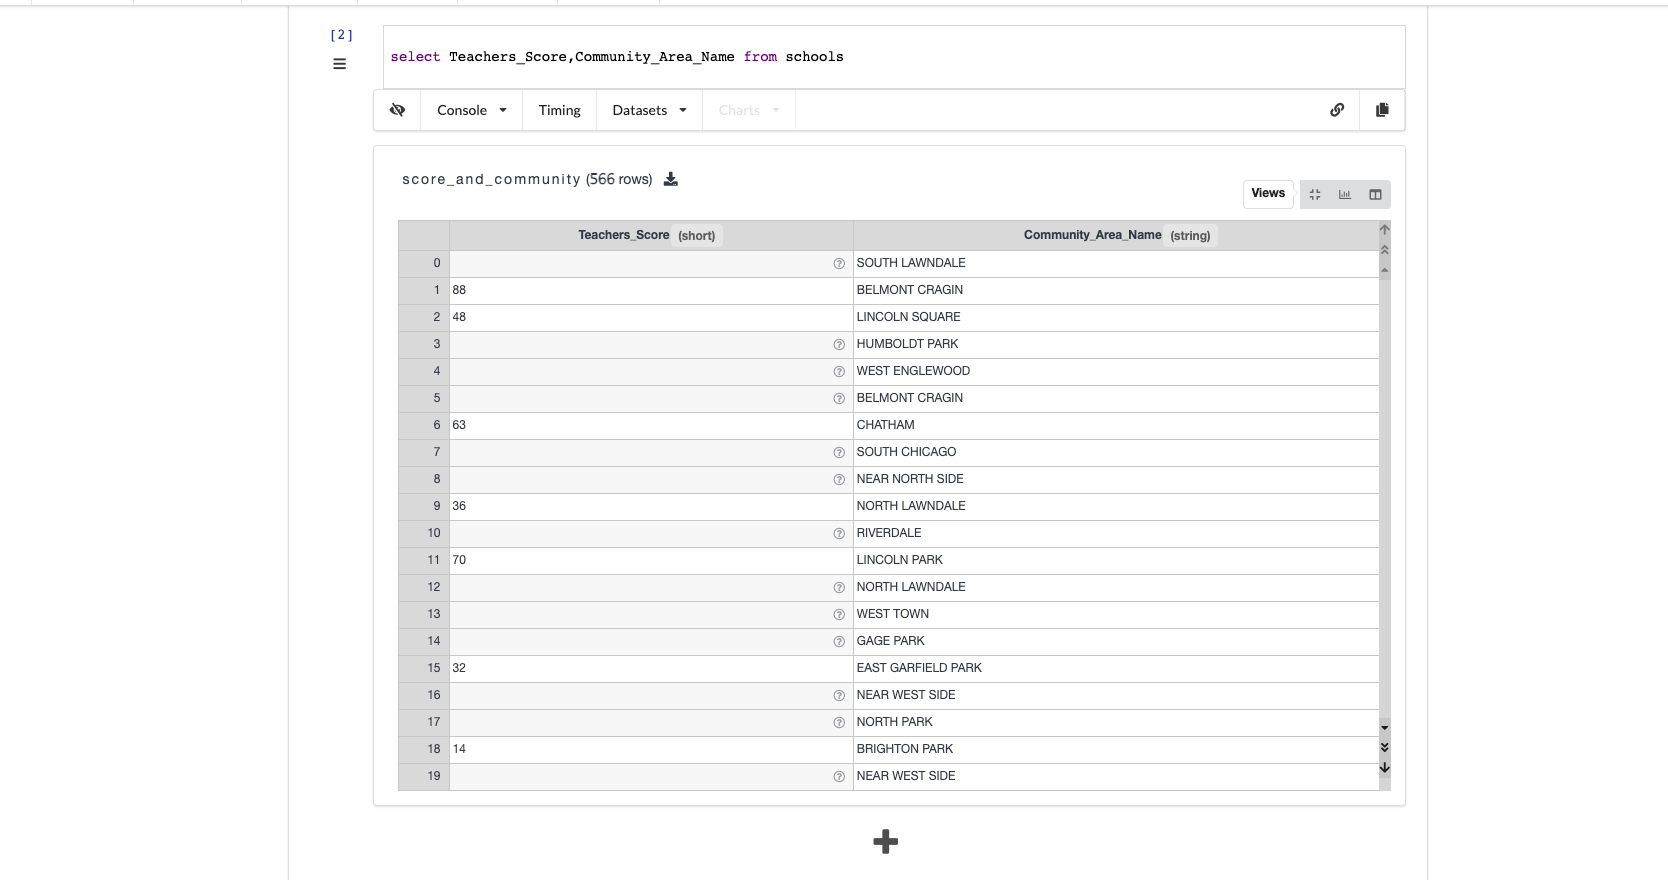 [2]
select Teachers_Score,Community_Area_Name from schools
Console Timing Datasets Charts
score_and_community (566 rows)
Views
Teachers_Score (short) Community_Area_Name (string)
0 SOUTH LAWNDALE
1 88 BELMONT CRAGIN
2 48 LINCOLN SQUARE
3 HUMBOLDT PARK
4 WEST ENGLEWOOD
5 BELMONT CRAGIN
6 63 CHATHAM
7 SOUTH CHICAGO
8 NEAR NORTH SIDE
9 36 NORTH LAWNDALE
10 RIVERDALE
11 70 LINCOLN PARK
12 NORTH LAWNDALE
13 WEST TOWN
14 GAGE PARK
15 32 EAST GARFIELD PARK
16 NEAR WEST SIDE
17 NORTH PARK
18 14 BRIGHTON PARK
19 NEAR WEST SIDE